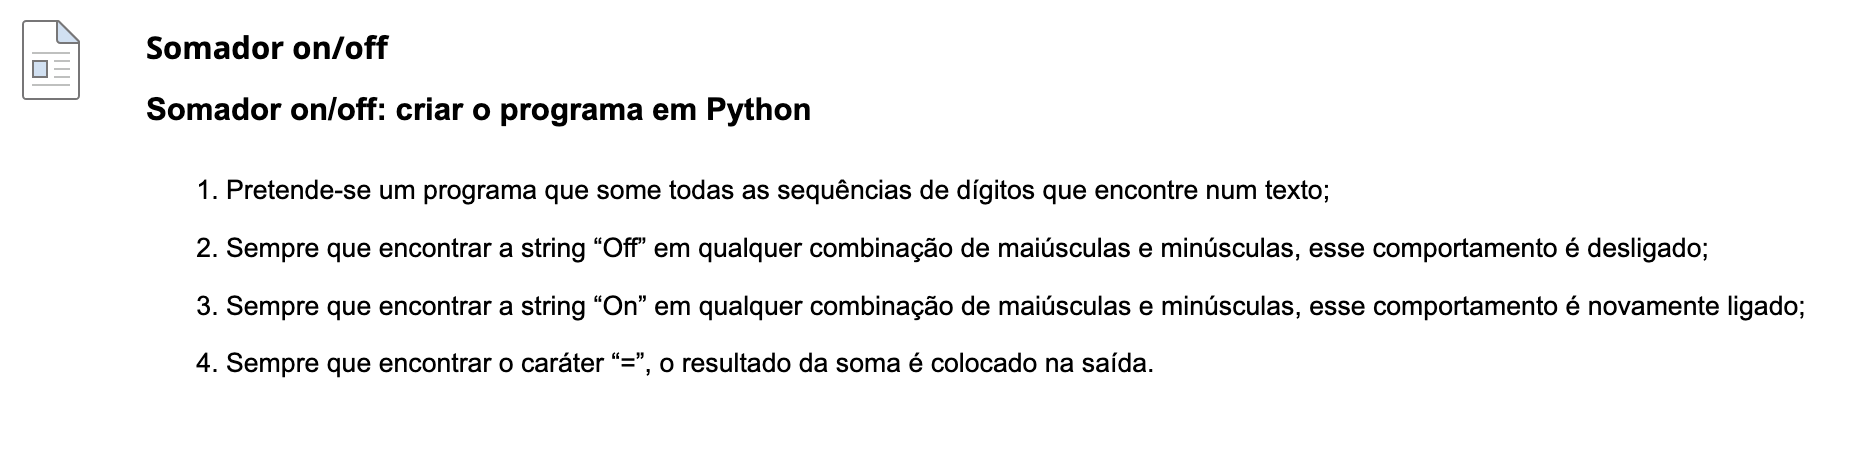 Somador on/off
Somador on/off: criar o programa em Python
1. Pretende-se um programa que some todas as sequências de dígitos que encontre num texto;
2. Sempre que encontrar a string “Off” em qualquer combinação de maiúsculas e minúsculas, esse comportamento é desligado;
3. Sempre que encontrar a string “On” em qualquer combinação de maiúsculas e minúsculas, esse comportamento é novamente ligado;
4. Sempre que encontrar o caráter “=”, o resultado da soma é colocado na saída.